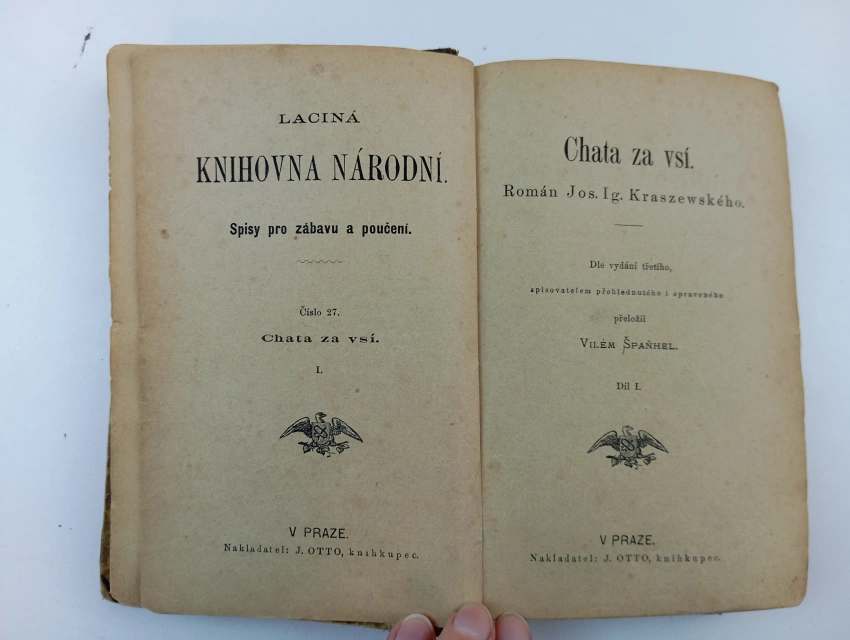 LACINÁ
KNIHOVNA NÁRODNÍ.
Spisy pro zábavu a poučení.
Číslo 27.
Chata za vsí.
I.
V PRAZE.
Nakladatel: J. OTTO, knihkupec.
Chata za vsí.
Román Jos. Ig. Kraszewského.
Dle vydání třetího,
spisovatelem přehlednutého i opraveného
přeložil
VILÉM ŠPAŇHEL.
Díl I.
V PRAZE.
Nakladatel: J. OTTO, knihkupec.